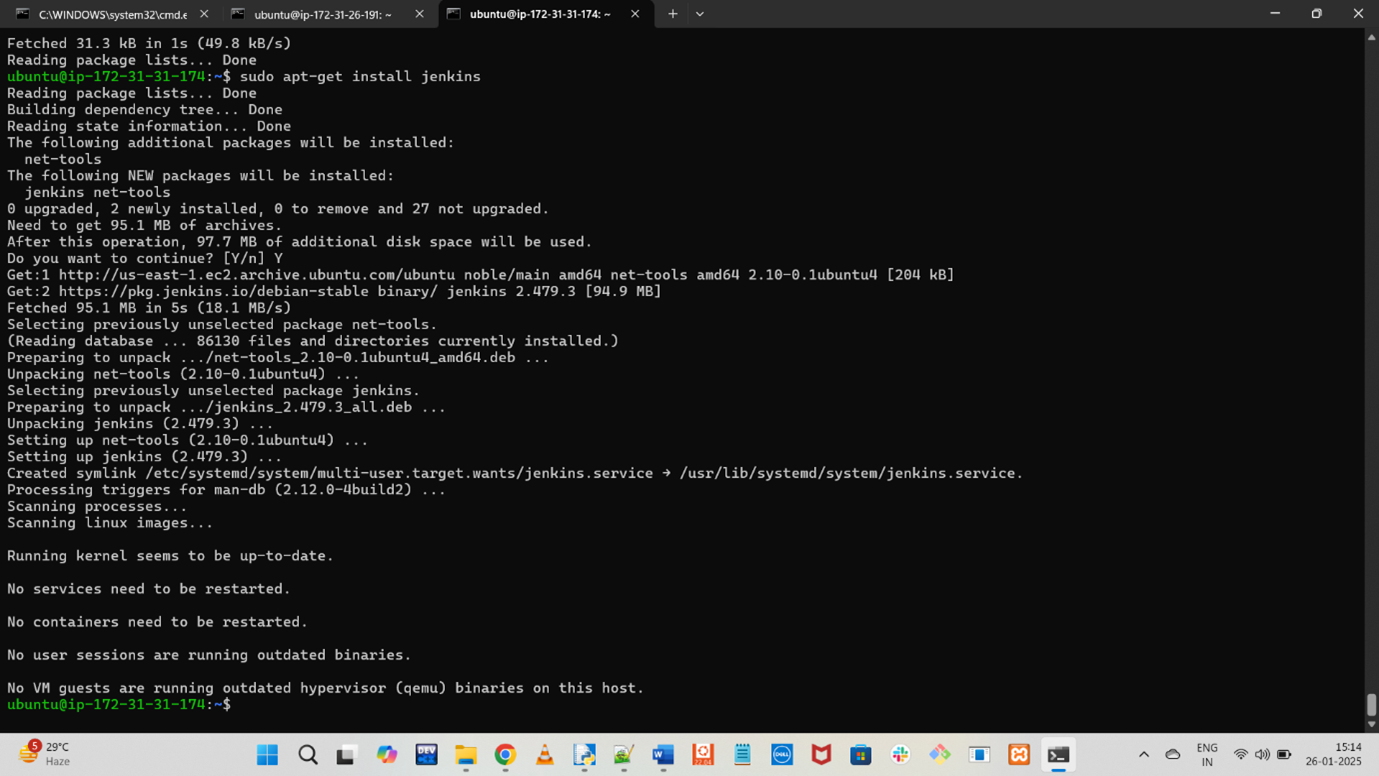 C:\WINDOWS\system32\cmd.e
ubuntu@ip-172-31-26-191: ~
ubuntu@ip-172-31-31-174: ~
Fetched 31.3 kB in 1s (49.8 kB/s)
Reading package lists... Done
ubuntu@ip-172-31-31-174:~$ sudo apt-get install jenkins
Reading package lists... Done
Building dependency tree... Done
Reading state information... Done
The following additional packages will be installed:
  net-tools
The following NEW packages will be installed:
  jenkins net-tools
0 upgraded, 2 newly installed, 0 to remove and 27 not upgraded.
Need to get 95.1 MB of archives.
After this operation, 97.7 MB of additional disk space will be used.
Do you want to continue? [Y/n] Y
Get:1 http://us-east-1.ec2.archive.ubuntu.com/ubuntu noble/main amd64 net-tools amd64 2.10-0.1ubuntu4 [204 kB]
Get:2 https://pkg.jenkins.io/debian-stable binary/ jenkins 2.479.3 [94.9 MB]
Fetched 95.1 MB in 5s (18.1 MB/s)
Selecting previously unselected package net-tools.
(Reading database ... 86130 files and directories currently installed.)
Preparing to unpack .../net-tools_2.10-0.1ubuntu4_amd64.deb ...
Unpacking net-tools (2.10-0.1ubuntu4) ...
Selecting previously unselected package jenkins.
Preparing to unpack .../jenkins_2.479.3_all.deb ...
Unpacking jenkins (2.479.3) ...
Setting up net-tools (2.10-0.1ubuntu4) ...
Setting up jenkins (2.479.3) ...
Created symlink /etc/systemd/system/multi-user.target.wants/jenkins.service → /usr/lib/systemd/system/jenkins.service.
Processing triggers for man-db (2.12.0-4build2) ...
Scanning processes...
Scanning linux images...
Running kernel seems to be up-to-date.
No services need to be restarted.
No containers need to be restarted.
No user sessions are running outdated binaries.
No VM guests are running outdated hypervisor (qemu) binaries on this host.
ubuntu@ip-172-31-31-174:~$
5
29°C
Haze
DEV
22.04
DELL
ENG
IN
15:14
26-01-2025